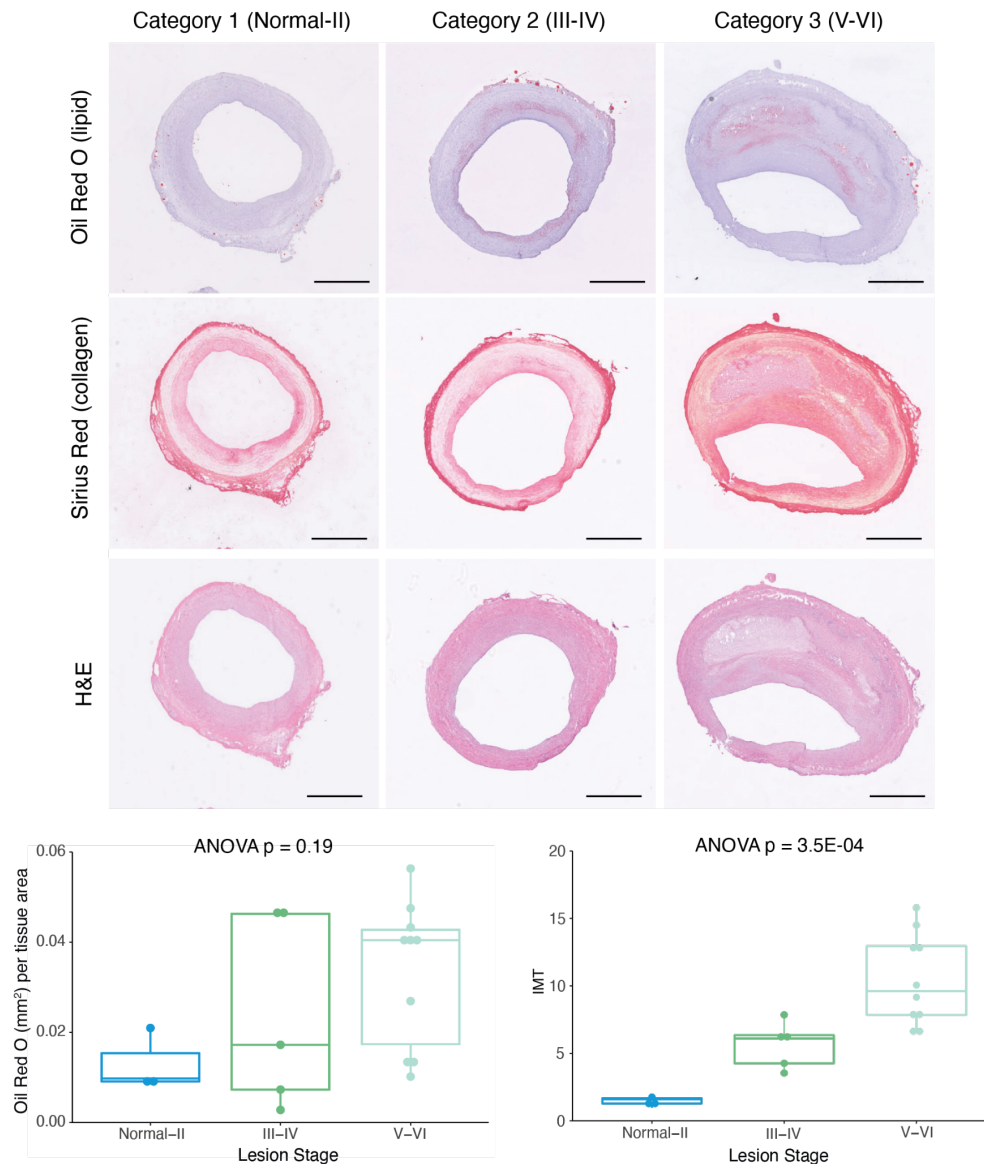 Category 1 (Normal-II)
Category 2 (III-IV)
Category 3 (V-VI)
Oil Red O (lipid)
Sirius Red (collagen)
H&E
ANOVA p = 0.19
Oil Red O (mm²) per tissue area
0.06
0.04
0.02
0.00
Normal–II
III–IV
V–VI
Lesion Stage
ANOVA p = 3.5E-04
IMT
20
15
10
5
0
Normal–II
III–IV
V–VI
Lesion Stage